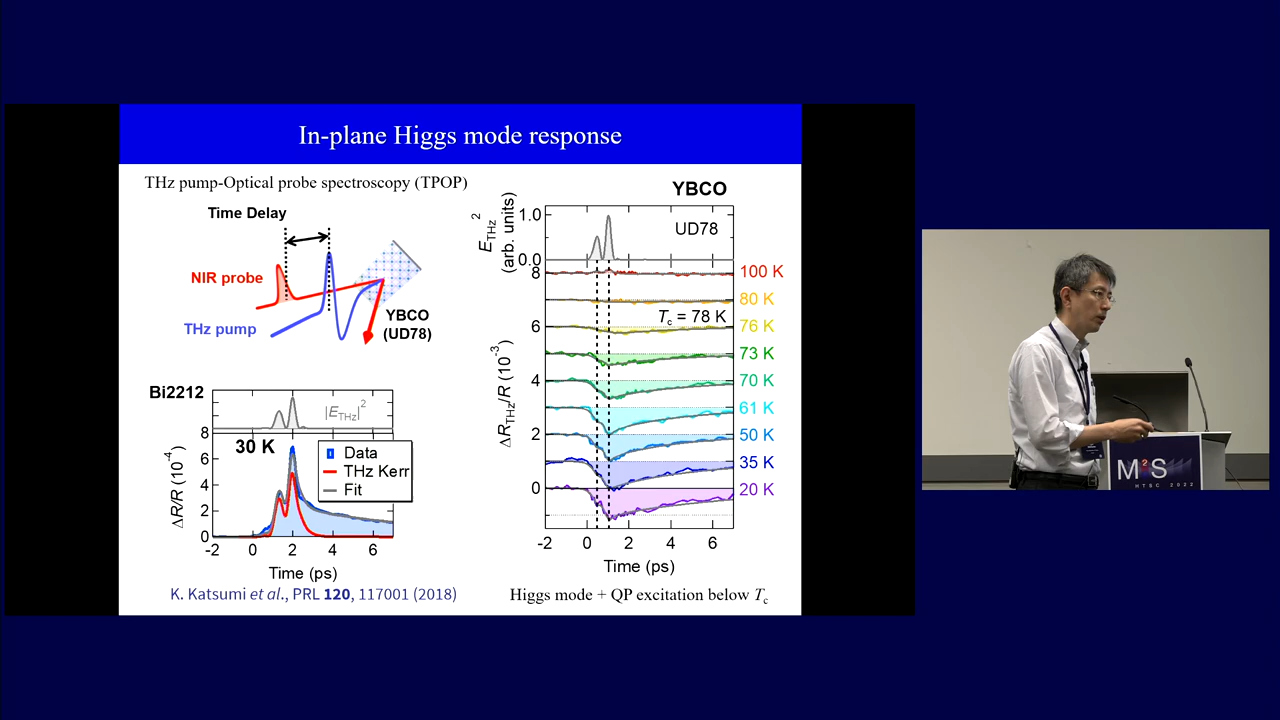 In-plane Higgs mode response
THz pump-Optical probe spectroscopy (TPOP)
Time Delay
NIR probe
THz pump
YBCO
(UD78)
Bi2212
|E_THz|²
30 K
Data
THz Kerr
Fit
ΔR/R (10⁻⁴)
8
6
4
2
0
-2 0 2 4 6
Time (ps)
K. Katsumi et al., PRL 120, 117001 (2018)
YBCO
E_THz² (arb. units)
1.0
0.0
UD78
ΔR_THz/R (10⁻³)
8
6
4
2
0
100 K
80 K
T_c = 78 K
76 K
73 K
70 K
61 K
50 K
35 K
20 K
-2 0 2 4 6
Time (ps)
Higgs mode + QP excitation below T_c
M²S
HTSC 2022